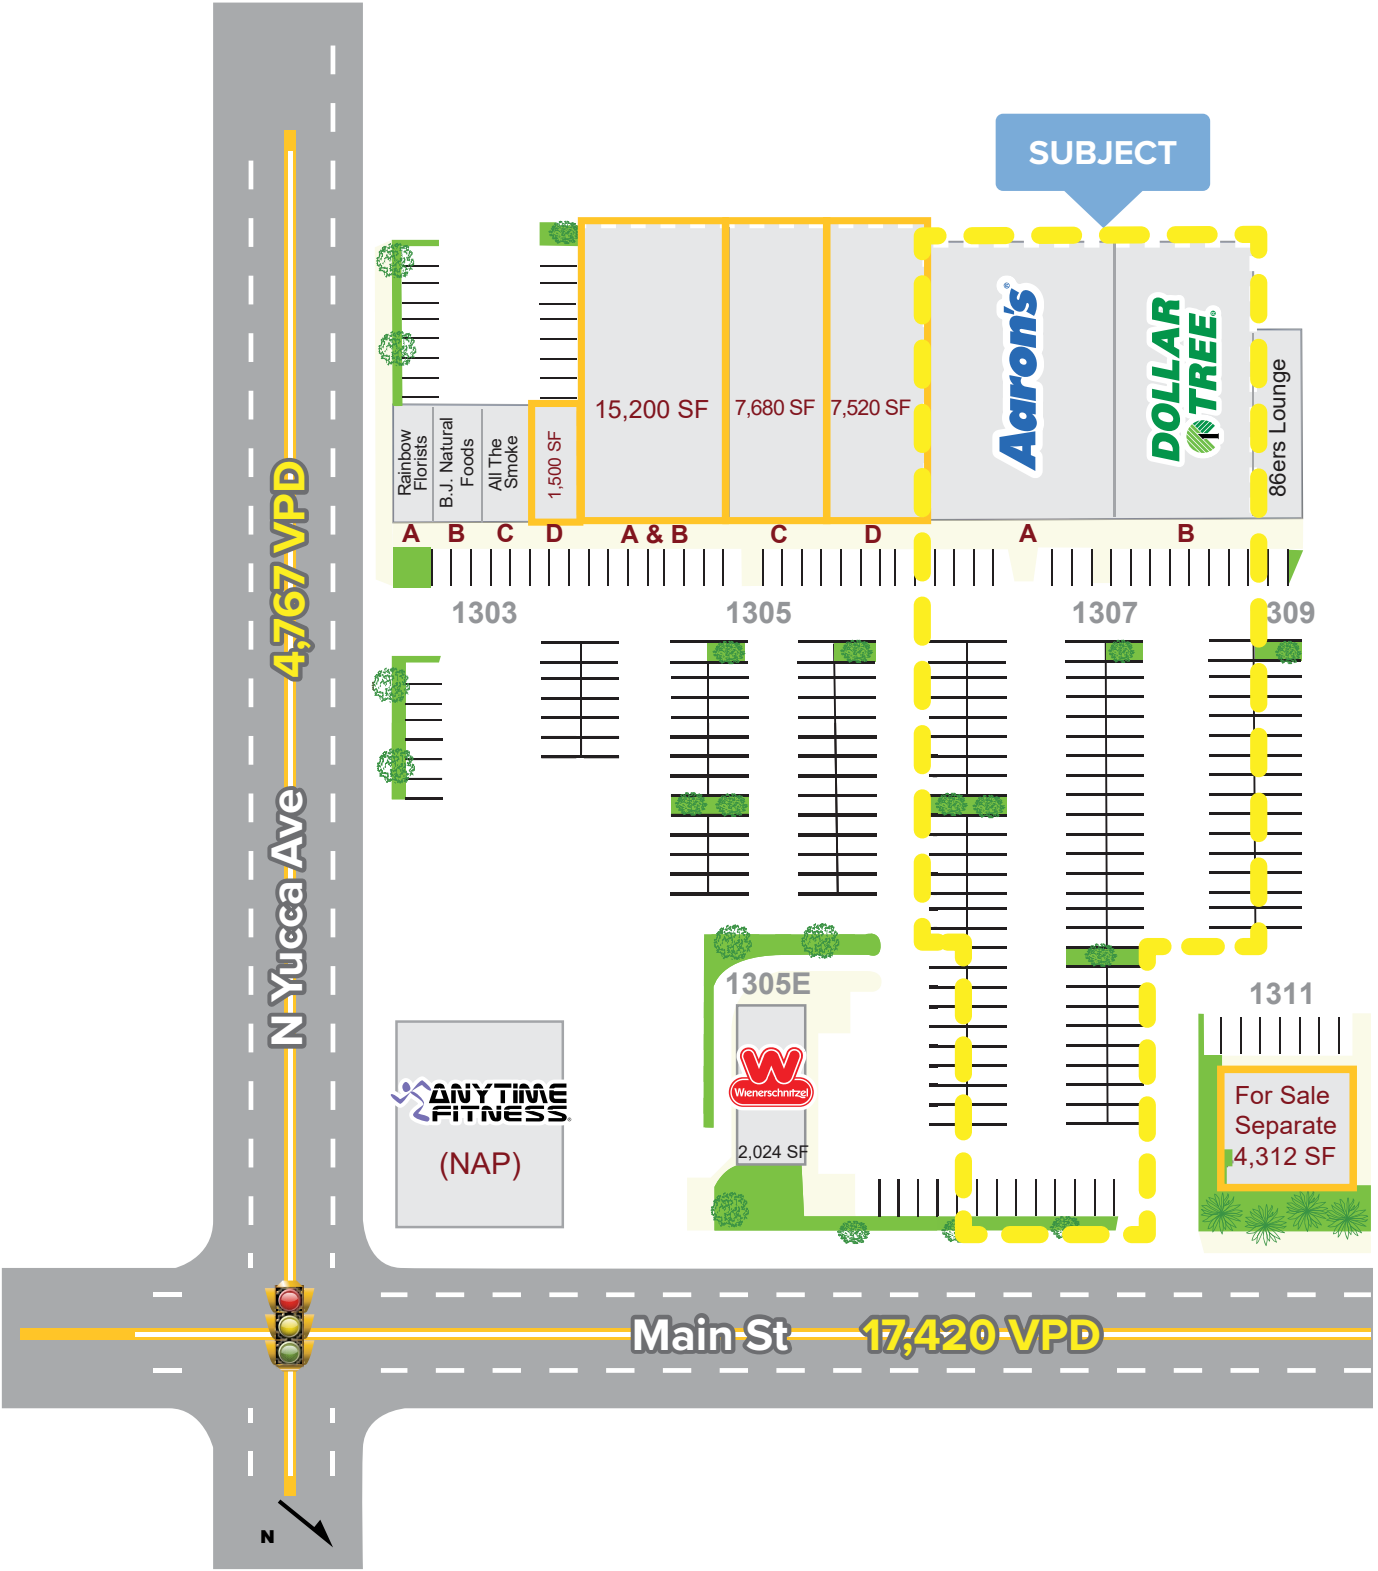 SUBJECT
Aaron's
DOLLAR
TREE
86ers Lounge
15,200 SF
7,680 SF
7,520 SF
1,500 SF
Rainbow
Florists
B.J. Natural
Foods
All The
Smoke
A
B
C
D
A & B
C
D
A
B
1303
1305
1307
309
4,767 VPD
N Yucca Ave
1305E
W
Wienerschnitzel
2,024 SF
ANYTIME
FITNESS
(NAP)
1311
For Sale
Separate
4,312 SF
Main St
17,420 VPD
N